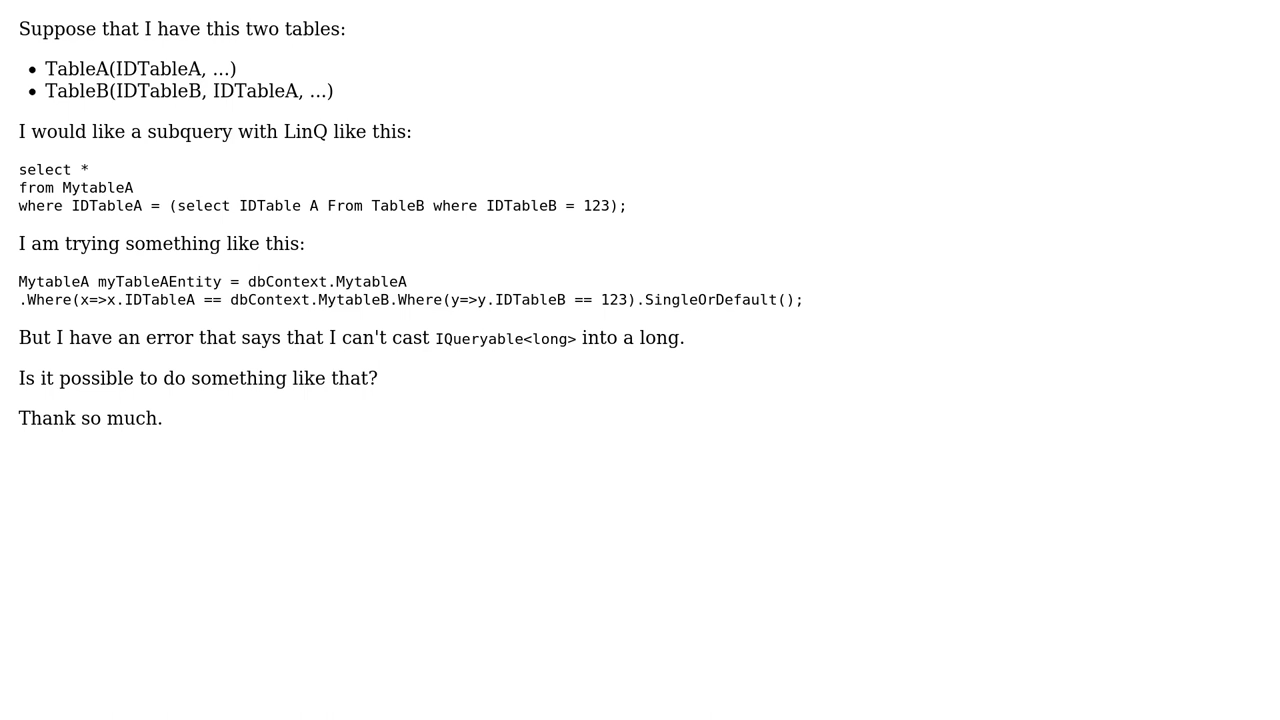 Suppose that I have this two tables:
• TableA(IDTableA, ...)
• TableB(IDTableB, IDTableA, ...)
I would like a subquery with LinQ like this:
select *
from MytableA
where IDTableA = (select IDTable A From TableB where IDTableB = 123);
I am trying something like this:
MytableA myTableAEntity = dbContext.MytableA
.Where(x=>x.IDTableA == dbContext.MytableB.Where(y=>y.IDTableB == 123).SingleOrDefault();
But I have an error that says that I can't cast IQueryable<long> into a long.
Is it possible to do something like that?
Thank so much.